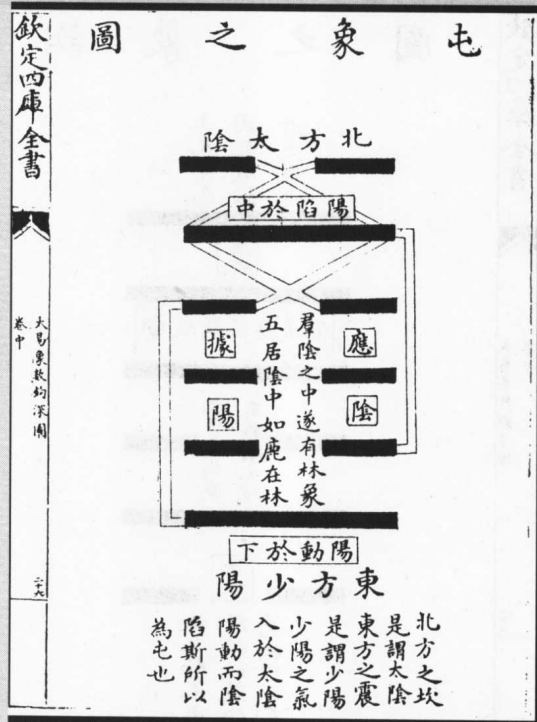 屯象之圖
北方太陰
陽陷於中
應陰
據陽
羣陰之中遂有林象
五居陰中如鹿在林
陽動於下
東方少陽
北方之坎
是謂太陰
東方之震
是謂少陽
少陽之氣
入於太陰
陽動而陰
陷斯所以
為屯也
欽定四庫全書
大易象數鈎深圖
卷中
二十六